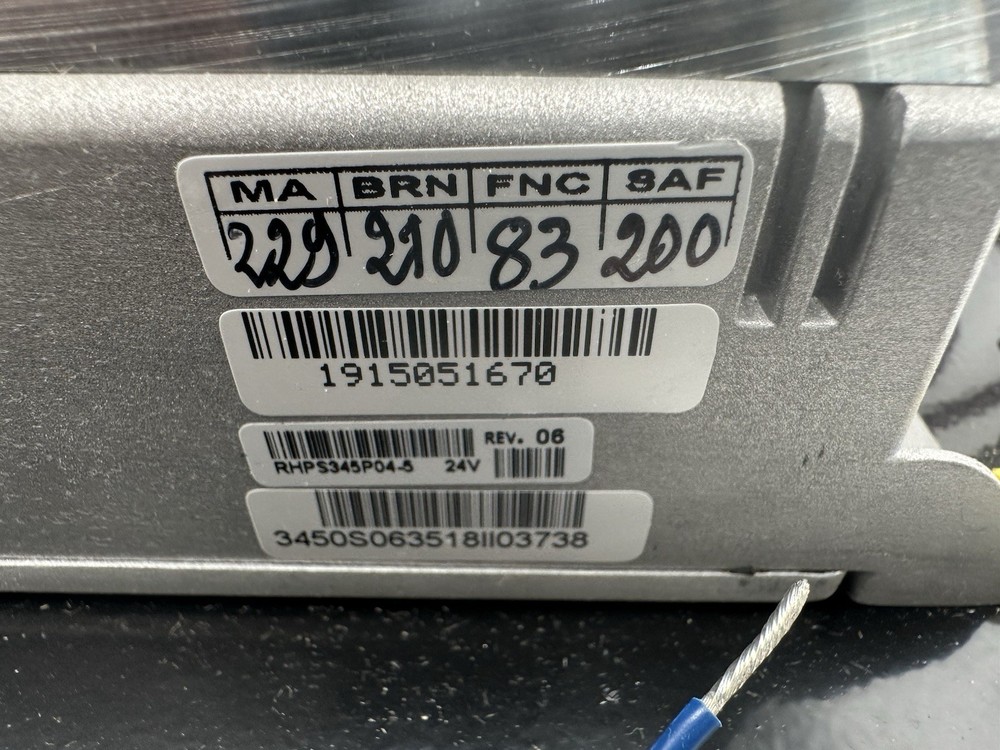 MA BRN FNC SAF
229 210 83 200
1915051670
REV. 06
RHPS345P04-5 24V
3450S063518II03738